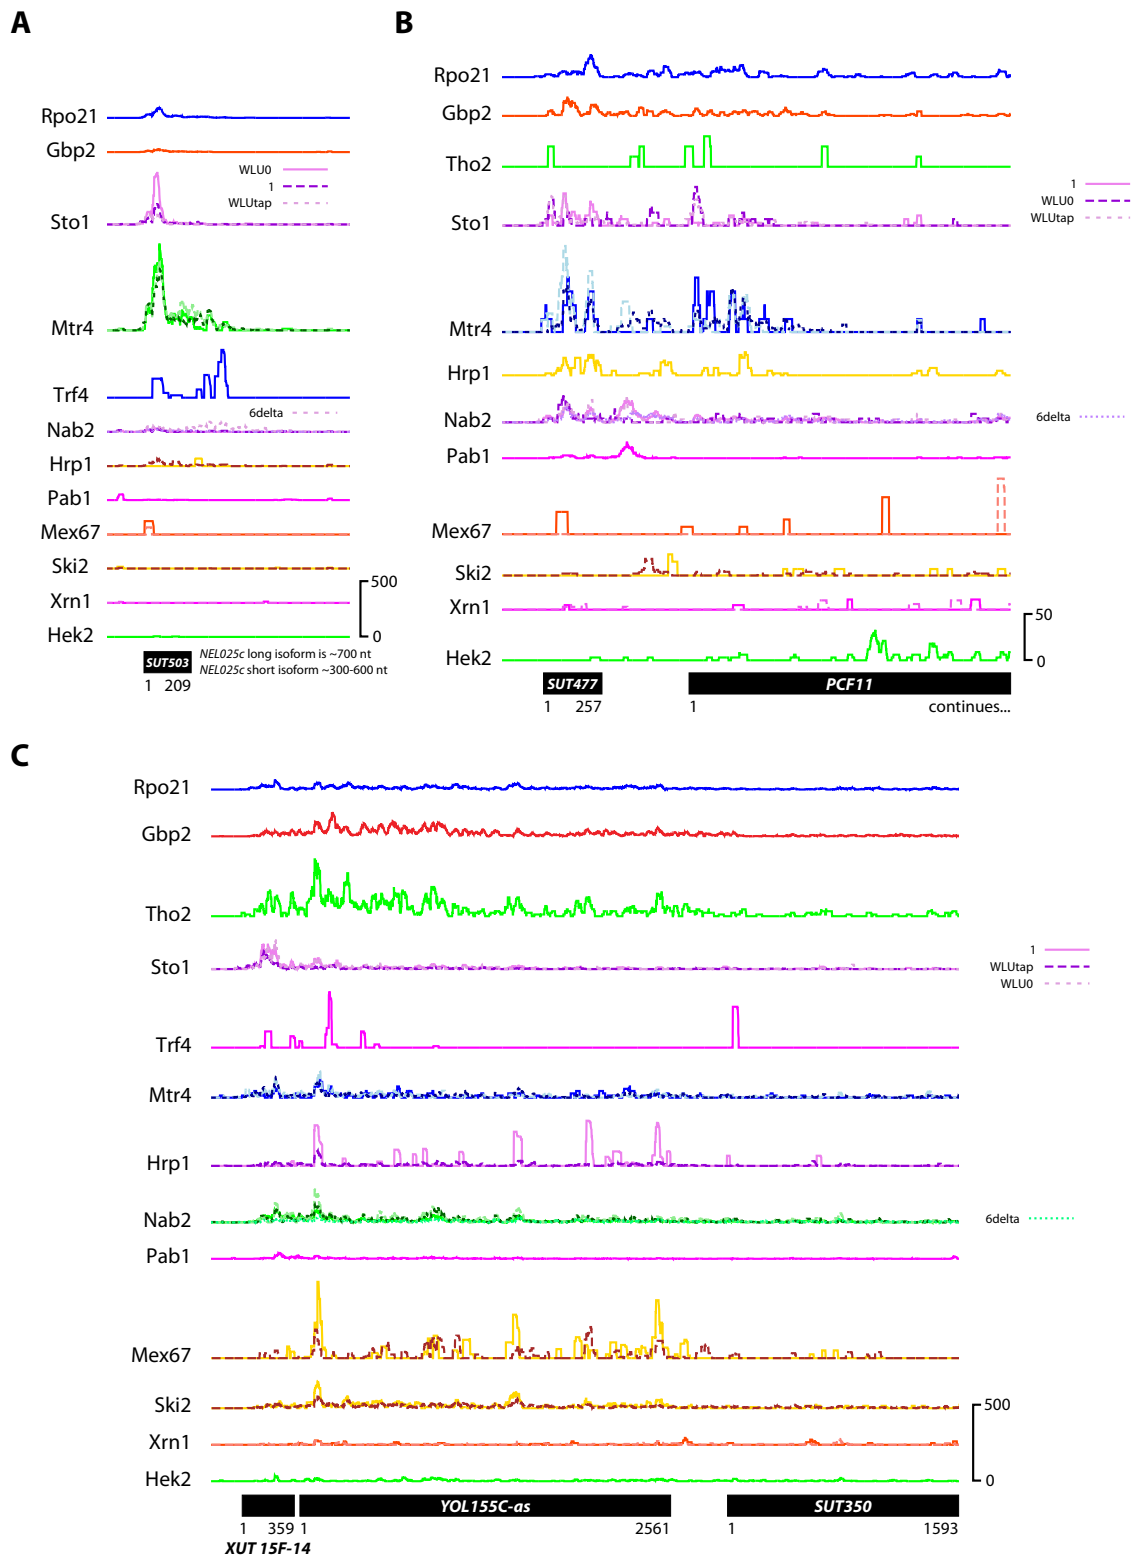 A
Rpo21
Gbp2
WLU0
1
WLUtap
Sto1
Mtr4
Trf4
6delta
Nab2
Hrp1
Pab1
Mex67
Ski2
Xrn1
Hek2
500
0
SUT503
1 209
NEL025c long isoform is ~700 nt
NEL025c short isoform ~300-600 nt
B
Rpo21
Gbp2
Tho2
Sto1
1
WLU0
WLUtap
Mtr4
Hrp1
Nab2
6delta
Pab1
Mex67
Ski2
Xrn1
Hek2
50
0
SUT477
PCF11
1 257
1 continues...
C
Rpo21
Gbp2
Tho2
Sto1
1
WLUtap
WLU0
Trf4
Mtr4
Hrp1
Nab2
6delta
Pab1
Mex67
Ski2
Xrn1
Hek2
500
0
YOL155C-as
SUT350
1 359 1 2561 1 1593
XUT 15F-14